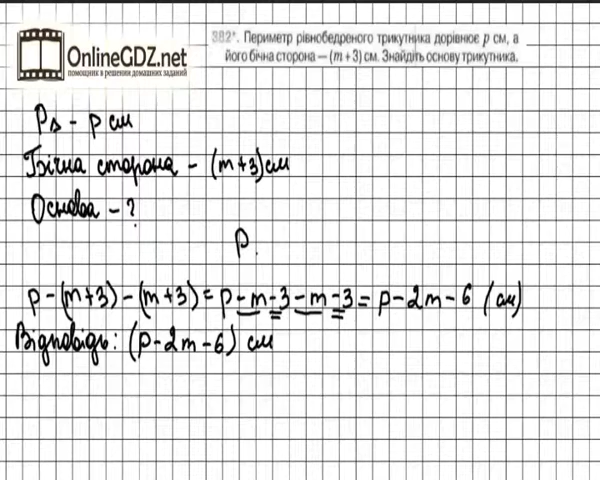 OnlineGDZ.net
помощник в решении домашних заданий
382*. Периметр рівнобедреного трикутника дорівнює p см, а
його бічна сторона — (m + 3) см. Знайдіть основу трикутника.
P∆ - p см
Бічна сторона - (m+3) см
Основа - ?
p.
p-(m+3)-(m+3) = p-m-3-m-3 = p-2m-6 (см)
Відповідь: (p-2m-6) см